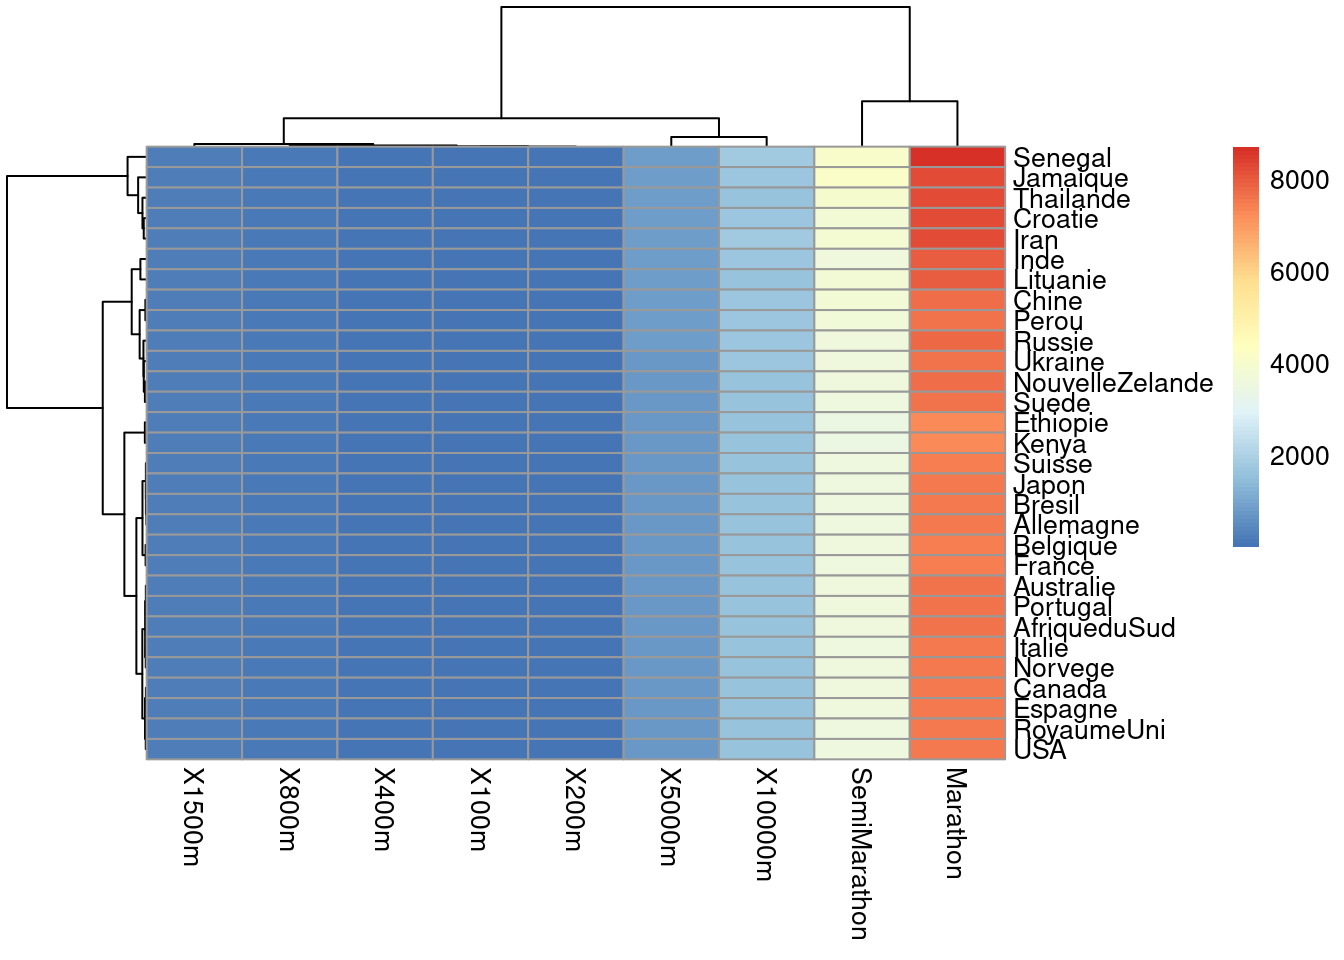 Senegal
Jamaique
Thailande
Croatie
Iran
Inde
Lituanie
Chine
Perou
Russie
Ukraine
NouvelleZelande
Suede
Ethiopie
Kenya
Suisse
Japon
Bresil
Allemagne
Belgique
France
Australie
Portugal
AfriqueduSud
Italie
Norvege
Canada
Espagne
RoyaumeUni
USA
X1500m
X800m
X400m
X100m
X200m
X5000m
X10000m
SemiMarathon
Marathon
8000
6000
4000
2000